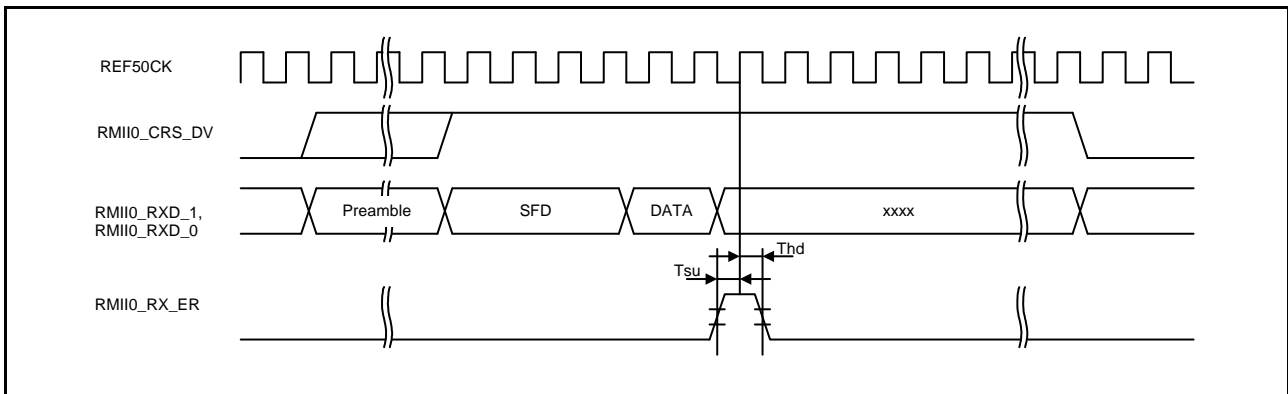 REF50CK
RMII0_CRS_DV
RMII0_RXD_1,
RMII0_RXD_0
Preamble
SFD
DATA
xxxx
Tsu
Thd
RMII0_RX_ER